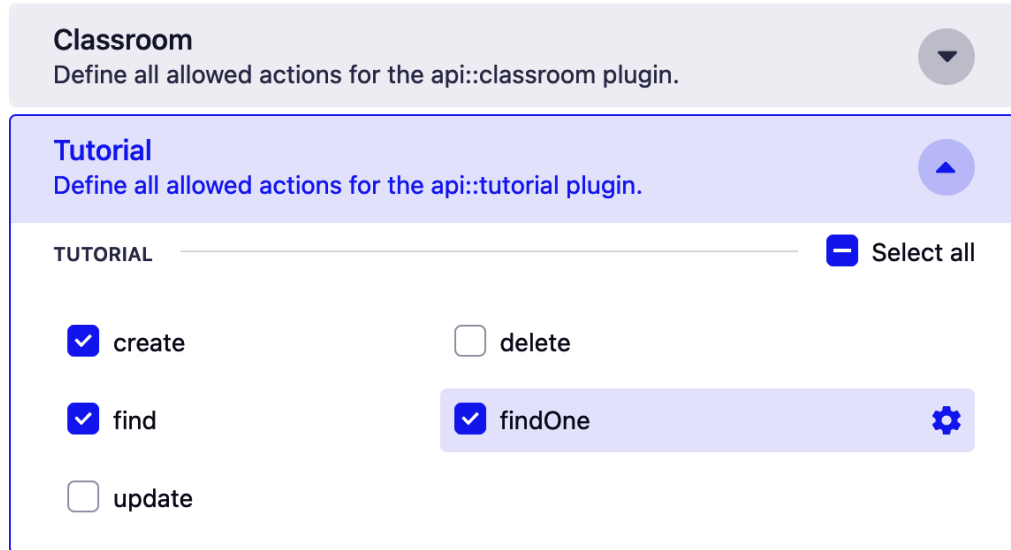 Classroom
Define all allowed actions for the api::classroom plugin.
Tutorial
Define all allowed actions for the api::tutorial plugin.
TUTORIAL
Select all
create
delete
find
findOne
update